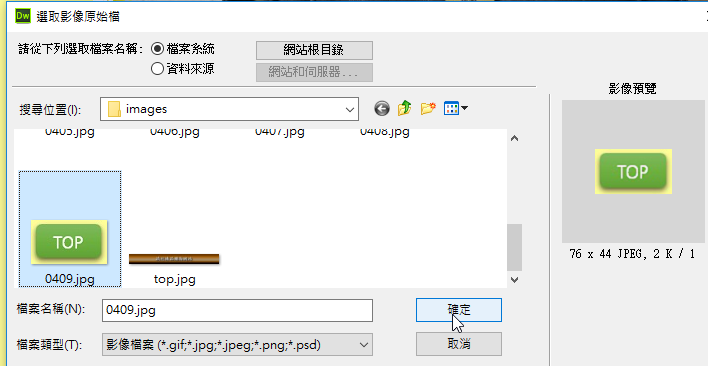 Dw 選取影像原始檔
請從下列選取檔案名稱: 檔案系統 網站根目錄
資料來源 網站和伺服器...
影像預覽
搜尋位置(I): images
0405.jpg 0406.jpg 0407.jpg 0408.jpg
TOP
TOP
0409.jpg top.jpg
76 x 44 JPEG, 2 K / 1
檔案名稱(N): 0409.jpg 確定
檔案類型(T): 影像檔案 (*.gif;*.jpg;*.jpeg;*.png;*.psd) 取消